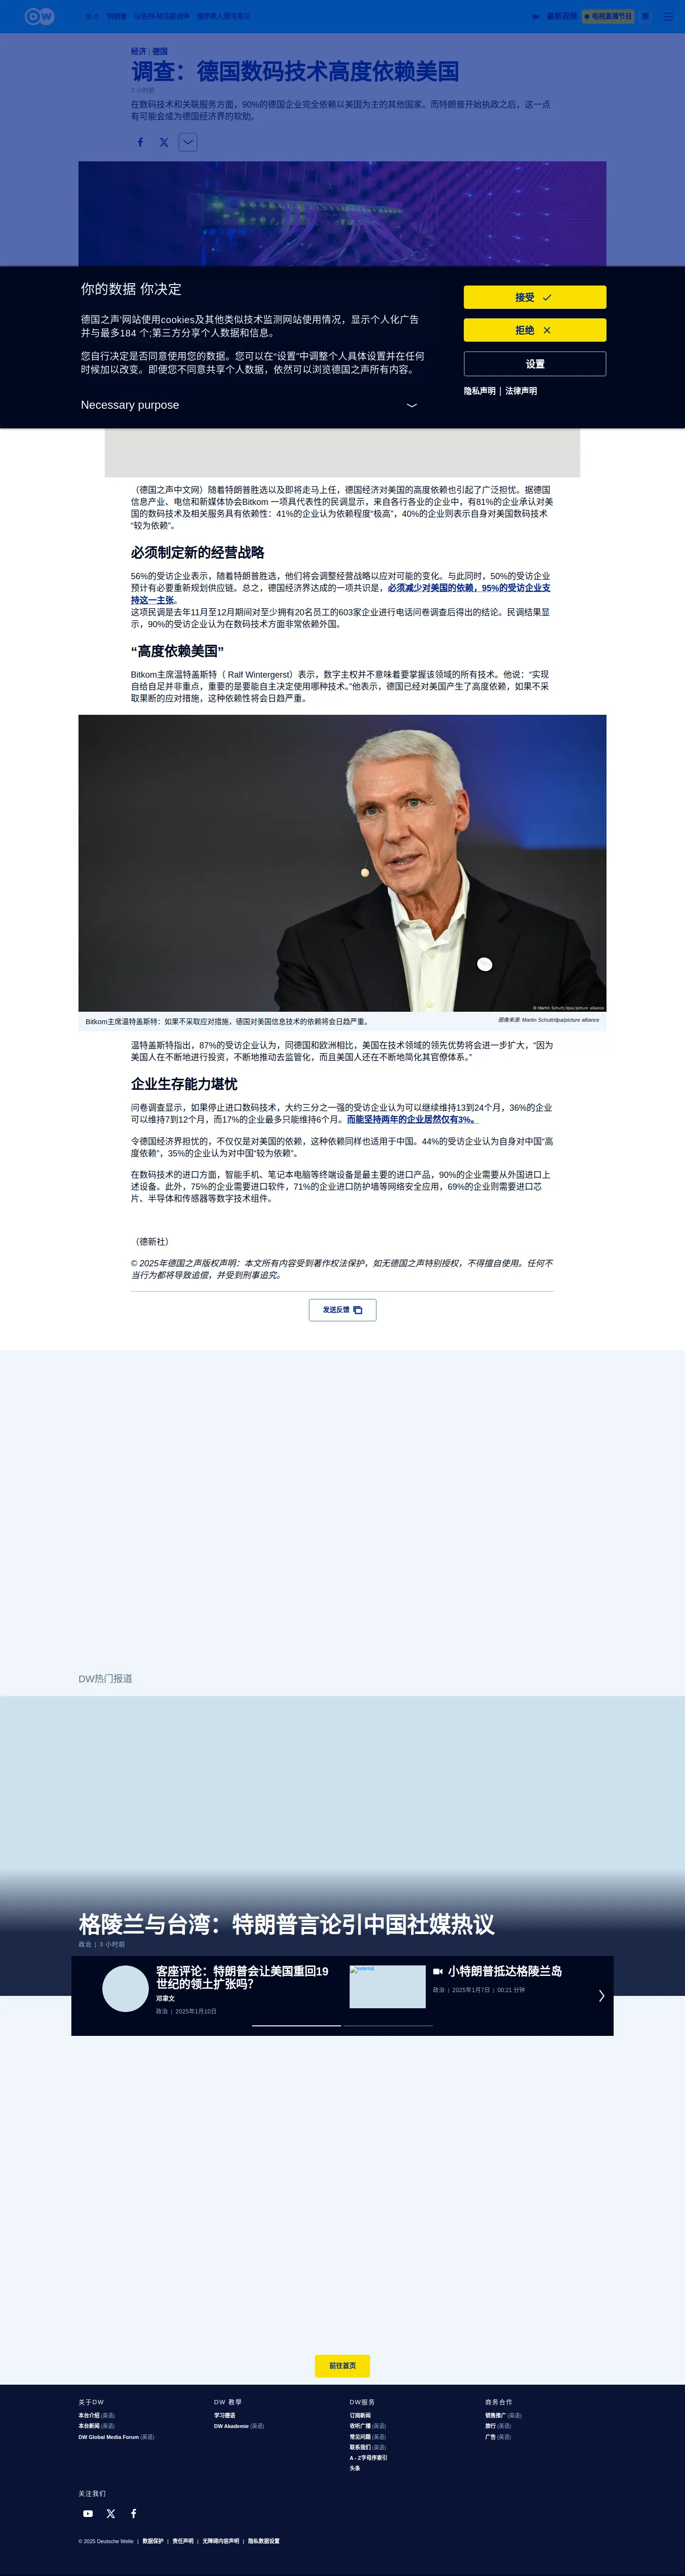 DW
焦点
特朗普
以色列-哈马斯战争
俄罗斯入侵乌克兰
最新视频
电视直播节目
经济 | 德国
调查：德国数码技术高度依赖美国
3 小时前
在数码技术和关联服务方面，90%的德国企业完全依赖以美国为主的其他国家。而特朗普开始执政之后，这一点
有可能会成为德国经济界的软肋。
你的数据 你决定
德国之声'网站使用cookies及其他类似技术监测网站使用情况，显示个人化广告
并与最多184 个;第三方分享个人数据和信息。
您自行决定是否同意使用您的数据。您可以在“设置”中调整个人具体设置并在任何
时候加以改变。即便您不同意共享个人数据，依然可以浏览德国之声所有内容。
Necessary purpose
接受
拒绝
设置
隐私声明 | 法律声明
（德国之声中文网）随着特朗普胜选以及即将走马上任，德国经济对美国的高度依赖也引起了广泛担忧。据德国
信息产业、电信和新媒体协会Bitkom 一项具代表性的民调显示，来自各行各业的企业中，有81%的企业承认对美
国的数码技术及相关服务具有依赖性：41%的企业认为依赖程度“极高”，40%的企业则表示自身对美国数码技术
“较为依赖”。
必须制定新的经营战略
56%的受访企业表示，随着特朗普胜选，他们将会调整经营战略以应对可能的变化。与此同时，50%的受访企业
预计有必要重新规划供应链。总之，德国经济界达成的一项共识是，必须减少对美国的依赖，95%的受访企业支
持这一主张。
这项民调是去年11月至12月期间对至少拥有20名员工的603家企业进行电话问卷调查后得出的结论。民调结果显
示，90%的受访企业认为在数码技术方面非常依赖外国。
“高度依赖美国”
Bitkom主席温特盖斯特（ Ralf Wintergerst）表示，数字主权并不意味着要掌握该领域的所有技术。他说：“实现
自给自足并非重点，重要的是要能自主决定使用哪种技术。”他表示，德国已经对美国产生了高度依赖，如果不采
取果断的应对措施，这种依赖性将会日趋严重。
© Martin Schutt/dpa/picture alliance
Bitkom主席温特盖斯特：如果不采取应对措施，德国对美国信息技术的依赖将会日趋严重。
图像来源: Martin Schutt/dpa/picture alliance
温特盖斯特指出，87%的受访企业认为，同德国和欧洲相比，美国在技术领域的领先优势将会进一步扩大，“因为
美国人在不断地进行投资，不断地推动去监管化，而且美国人还在不断地简化其官僚体系。”
企业生存能力堪忧
问卷调查显示，如果停止进口数码技术，大约三分之一强的受访企业认为可以继续维持13到24个月，36%的企业
可以维持7到12个月，而17%的企业最多只能维持6个月。而能坚持两年的企业居然仅有3%。
令德国经济界担忧的，不仅仅是对美国的依赖，这种依赖同样也适用于中国。44%的受访企业认为自身对中国“高
度依赖”，35%的企业认为对中国“较为依赖”。
在数码技术的进口方面，智能手机、笔记本电脑等终端设备是最主要的进口产品，90%的企业需要从外国进口上
述设备。此外，75%的企业需要进口软件，71%的企业进口防护墙等网络安全应用，69%的企业则需要进口芯
片、半导体和传感器等数字技术组件。
（德新社）
© 2025年德国之声版权声明：本文所有内容受到著作权法保护，如无德国之声特别授权，不得擅自使用。任何不
当行为都将导致追偿，并受到刑事追究。
发送反馈
DW热门报道
格陵兰与台湾：特朗普言论引中国社媒热议
政治 | 3 小时前
客座评论：特朗普会让美国重回19
世纪的领土扩张吗？
邓聿文
政治 | 2025年1月10日
external
小特朗普抵达格陵兰岛
政治 | 2025年1月7日 | 00:21 分钟
前往首页
关于DW
本台介绍 (英语)
本台新闻 (英语)
DW Global Media Forum (英语)
DW 教學
学习德语
DW Akademie (英语)
DW服务
订阅新闻
收听广播 (英语)
常见问题 (英语)
联系我们 (英语)
A - Z字母序索引
头条
商务合作
销售推广 (英语)
旅行 (英语)
广告 (英语)
关注我们
© 2025 Deutsche Welle | 数据保护 | 责任声明 | 无障碍内容声明 | 隐私数据设置